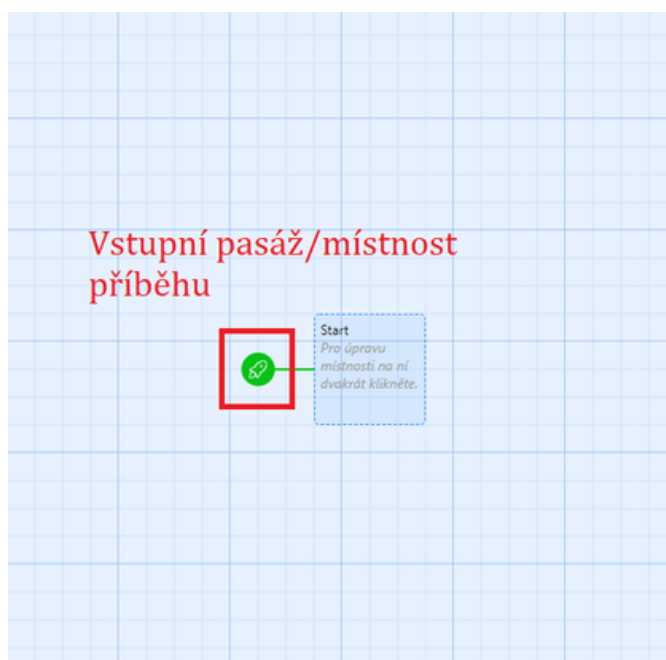 Vstupní pasáž/místnost
příběhu
Start
Pro úpravu
místnosti na ní
dvakrát klikněte.